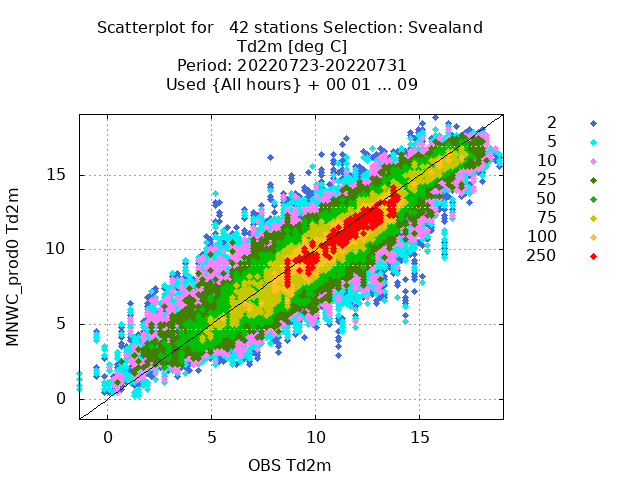 Scatterplot for   42 stations Selection: Svealand
Td2m [deg C]
Period: 20220723-20220731
Used {All hours} + 00 01 ... 09
2
5
10
25
50
75
100
250
MNWC_prod0 Td2m
15
10
5
0
0 5 10 15
OBS Td2m